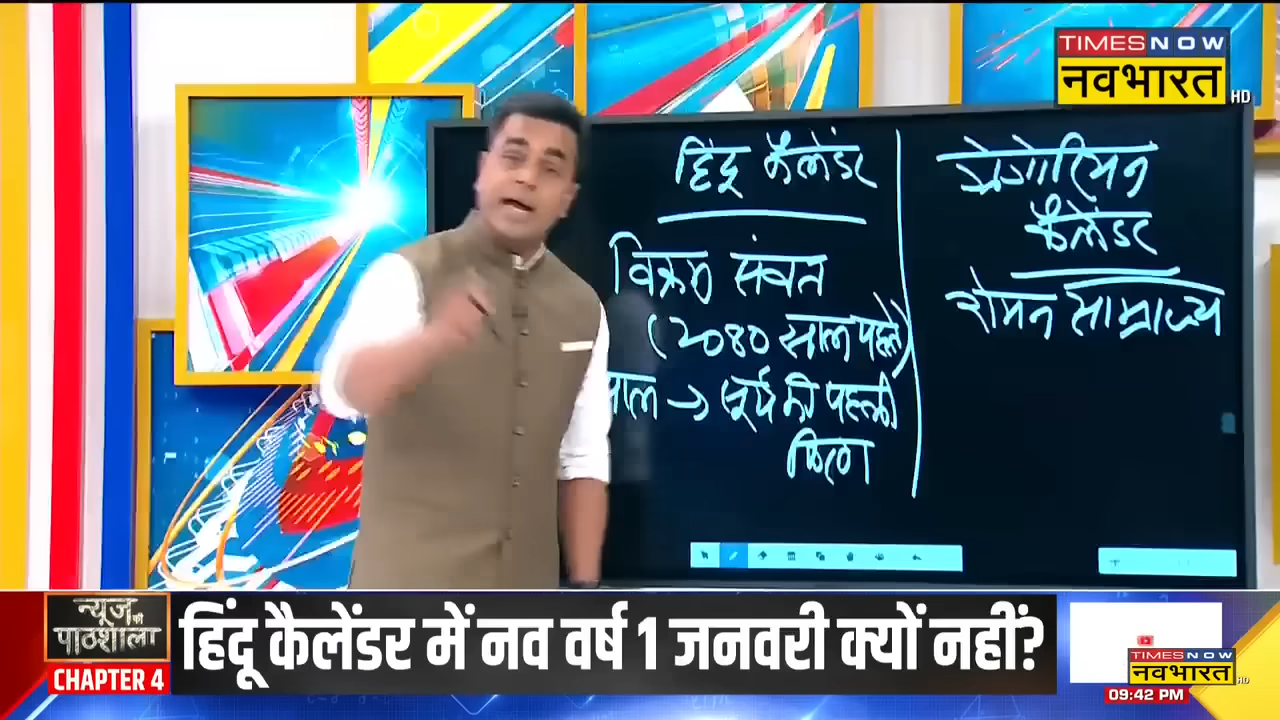 TIMES NOW
नवभारत
HD
हिंदू कैलेंडर
विक्रम संवत
(2080 साल पहले)
साल → सूर्य की पहली
किरण
ग्रेगोरियन
कैलेंडर
रोमन साम्राज्य
न्यूज़ की
पाठशाला
CHAPTER 4
हिंदू कैलेंडर में नव वर्ष 1 जनवरी क्यों नहीं?
TIMES NOW
नवभारत
HD
09:42 PM